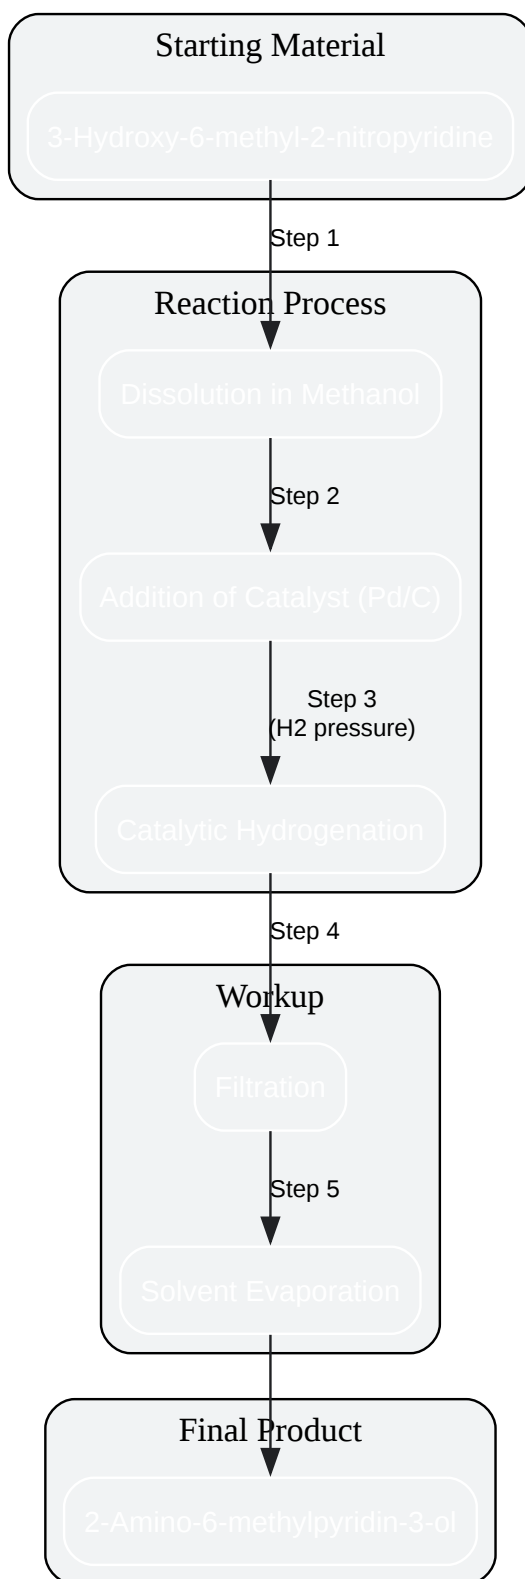 Starting Material
3-Hydroxy-6-methyl-2-nitropyridine
Step 1
Reaction Process
Dissolution in Methanol
Step 2
Addition of Catalyst (Pd/C)
Step 3
(H2 pressure)
Catalytic Hydrogenation
Step 4
Workup
Filtration
Step 5
Solvent Evaporation
Final Product
2-Amino-6-methylpyridin-3-ol